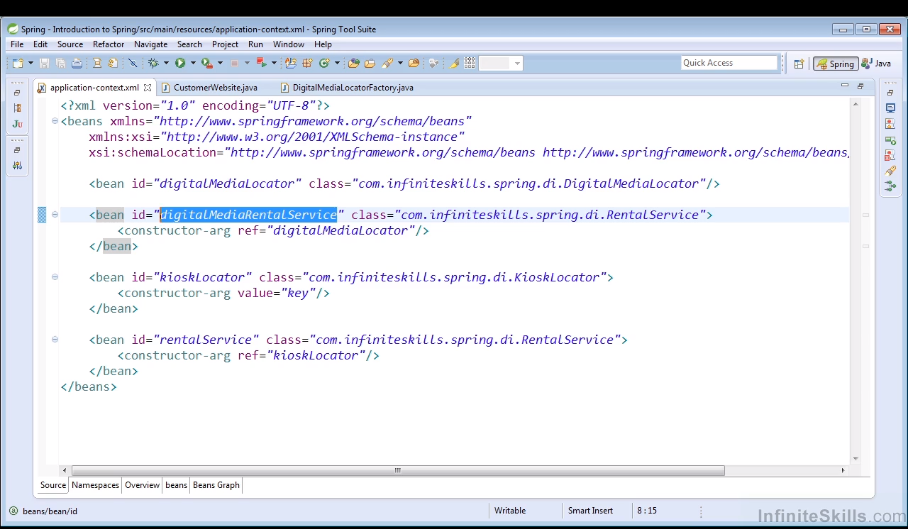 Spring - Introduction to Spring/src/main/resources/application-context.xml - Spring Tool Suite
File Edit Source Refactor Navigate Search Project Run Window Help
Quick Access
Spring
Java
application-context.xml
CustomerWebsite.java
DigitalMediaLocatorFactory.java
<?xml version="1.0" encoding="UTF-8"?>
<beans xmlns="http://www.springframework.org/schema/beans"
xmlns:xsi="http://www.w3.org/2001/XMLSchema-instance"
xsi:schemaLocation="http://www.springframework.org/schema/beans http://www.springframework.org/schema/beans/
<bean id="digitalMediaLocator" class="com.infiniteskills.spring.di.DigitalMediaLocator"/>
<bean id="digitalMediaRentalService" class="com.infiniteskills.spring.di.RentalService">
<constructor-arg ref="digitalMediaLocator"/>
</bean>
<bean id="kioskLocator" class="com.infiniteskills.spring.di.KioskLocator">
<constructor-arg value="key"/>
</bean>
<bean id="rentalService" class="com.infiniteskills.spring.di.RentalService">
<constructor-arg ref="kioskLocator"/>
</bean>
</beans>
Source Namespaces Overview beans Beans Graph
beans/bean/id
Writable
Smart Insert
8 : 15
InfiniteSkills.com